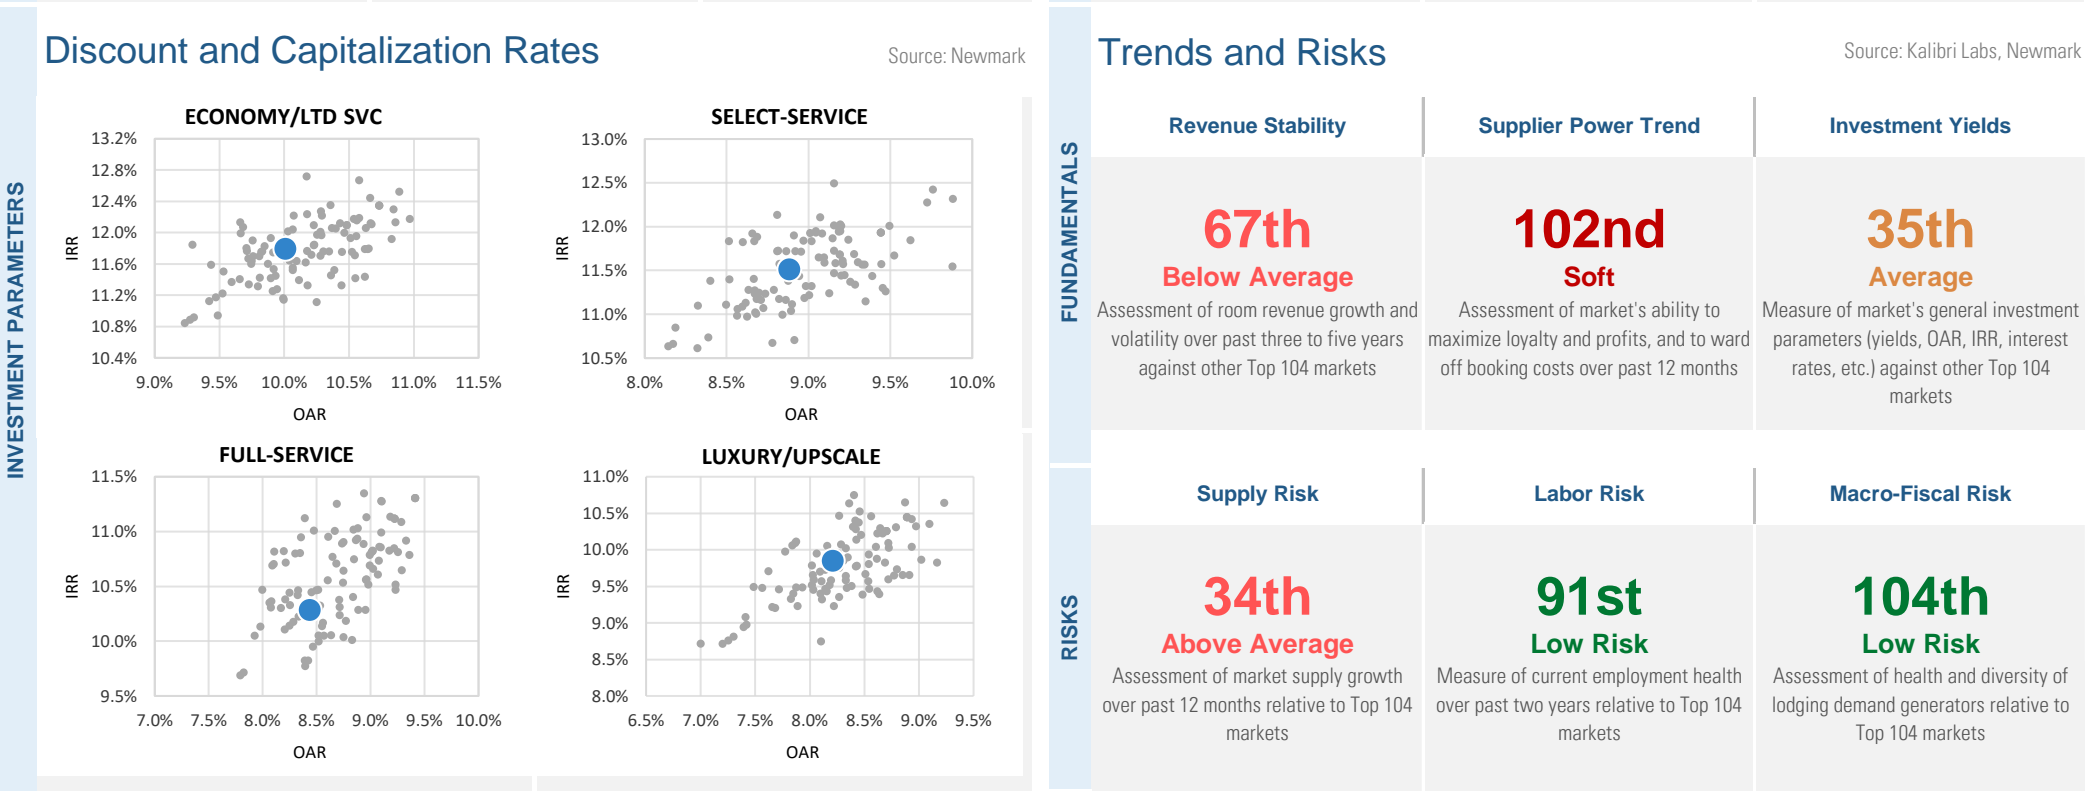 Discount and Capitalization Rates
Source: Newmark
INVESTMENT PARAMETERS
ECONOMY/LTD SVC
13.2%
12.8%
12.4%
12.0%
11.6%
11.2%
10.8%
10.4%
IRR
9.0%
9.5%
10.0%
10.5%
11.0%
11.5%
OAR
SELECT-SERVICE
13.0%
12.5%
12.0%
11.5%
11.0%
10.5%
IRR
8.0%
8.5%
9.0%
9.5%
10.0%
OAR
FULL-SERVICE
11.5%
11.0%
10.5%
10.0%
9.5%
IRR
7.0%
7.5%
8.0%
8.5%
9.0%
9.5%
10.0%
OAR
LUXURY/UPSCALE
11.0%
10.5%
10.0%
9.5%
9.0%
8.5%
8.0%
IRR
6.5%
7.0%
7.5%
8.0%
8.5%
9.0%
9.5%
OAR
Trends and Risks
Source: Kalibri Labs, Newmark
FUNDAMENTALS
Revenue Stability
67th
Below Average
Assessment of room revenue growth and
volatility over past three to five years
against other Top 104 markets
Supplier Power Trend
102nd
Soft
Assessment of market's ability to
maximize loyalty and profits, and to ward
off booking costs over past 12 months
Investment Yields
35th
Average
Measure of market's general investment
parameters (yields, OAR, IRR, interest
rates, etc.) against other Top 104
markets
RISKS
Supply Risk
34th
Above Average
Assessment of market supply growth
over past 12 months relative to Top 104
markets
Labor Risk
91st
Low Risk
Measure of current employment health
over past two years relative to Top 104
markets
Macro-Fiscal Risk
104th
Low Risk
Assessment of health and diversity of
lodging demand generators relative to
Top 104 markets